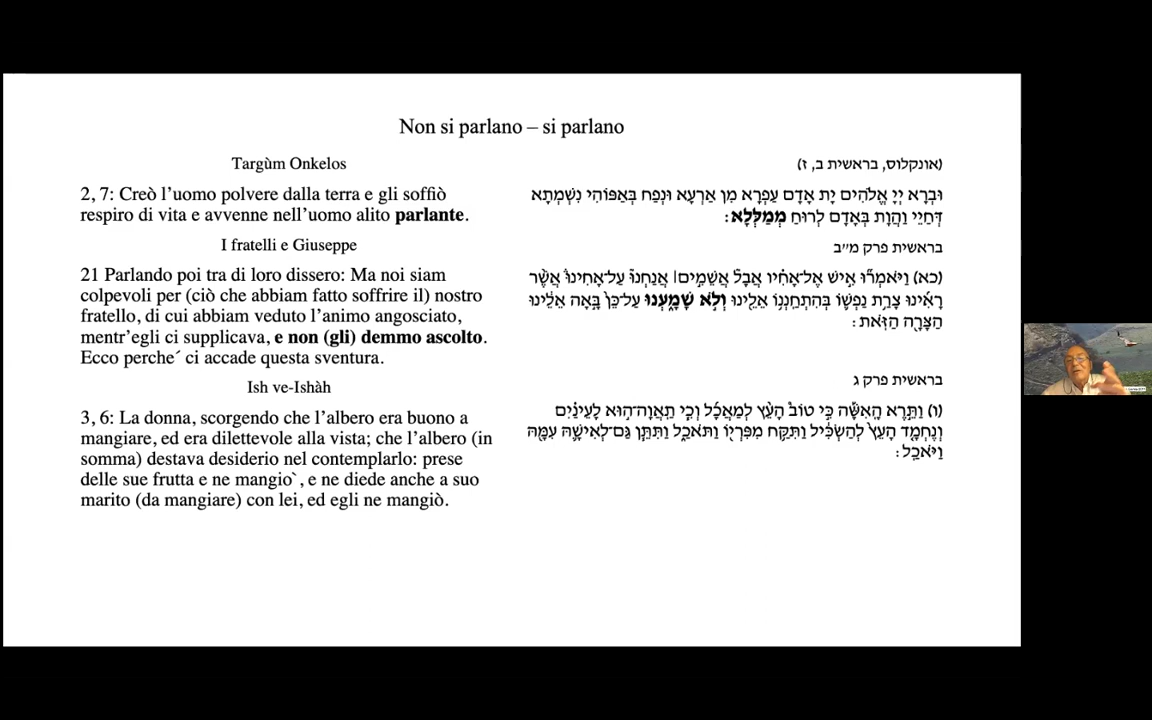 Non si parlano – si parlano
Targùm Onkelos
2, 7: Creò l’uomo polvere dalla terra e gli soffiò
respiro di vita e avvenne nell’uomo alito parlante.
I fratelli e Giuseppe
21 Parlando poi tra di loro dissero: Ma noi siam
colpevoli per (ciò che abbiam fatto soffrire il) nostro
fratello, di cui abbiam veduto l’animo angosciato,
mentr’egli ci supplicava, e non (gli) demmo ascolto.
Ecco perche´ ci accade questa sventura.
Ish ve-Ishàh
3, 6: La donna, scorgendo che l’albero era buono a
mangiare, ed era dilettevole alla vista; che l’albero (in
somma) destava desiderio nel contemplarlo: prese
delle sue frutta e ne mangio`, e ne diede anche a suo
marito (da mangiare) con lei, ed egli ne mangiò.
(אונקלוס, בראשית ב, ז)
וּבְרָא יְיָ אֱלֹהִים יָת אָדָם עַפְרָא מִן אַרְעָא וּנְפַח בְּאַפּוֹהִי נִשְׁמְתָא
דְּחַיֵּי וַהֲוָת בְּאָדָם לְרוּחַ מְמַלְּלָא:
בראשית פרק מ״ב
(כא) וַיֹּאמְר֞וּ אִ֣ישׁ אֶל־אָחִ֗יו אֲבָל֮ אֲשֵׁמִ֣ים׀ אֲנַחְנוּ֮ עַל־אָחִינוּ֒ אֲשֶׁ֨ר
רָאִ֜ינוּ צָרַ֥ת נַפְשׁ֛וֹ בְּהִתְחַֽנְנ֥וֹ אֵלֵ֖ינוּ וְלֹ֣א שָׁמָ֑עְנוּ עַל־כֵּן֙ בָּ֣אָה אֵלֵ֔ינוּ
הַצָּרָ֖ה הַזֹּֽאת:
בראשית פרק ג
(ו) וַתֵּ֣רֶא הָֽאִשָּׁ֡ה כִּ֣י טוֹב֩ הָעֵ֨ץ לְמַאֲכָ֜ל וְכִ֧י תַֽאֲוָה־ה֣וּא לָעֵינַ֗יִם
וְנֶחְמָ֤ד הָעֵץ֙ לְהַשְׂכִּ֔יל וַתִּקַּ֥ח מִפִּרְי֖וֹ וַתֹּאכַ֑ל וַתִּתֵּ֧ן גַּם־לְאִישָׁ֛הּ עִמָּ֖הּ
וַיֹּאכַֽל: